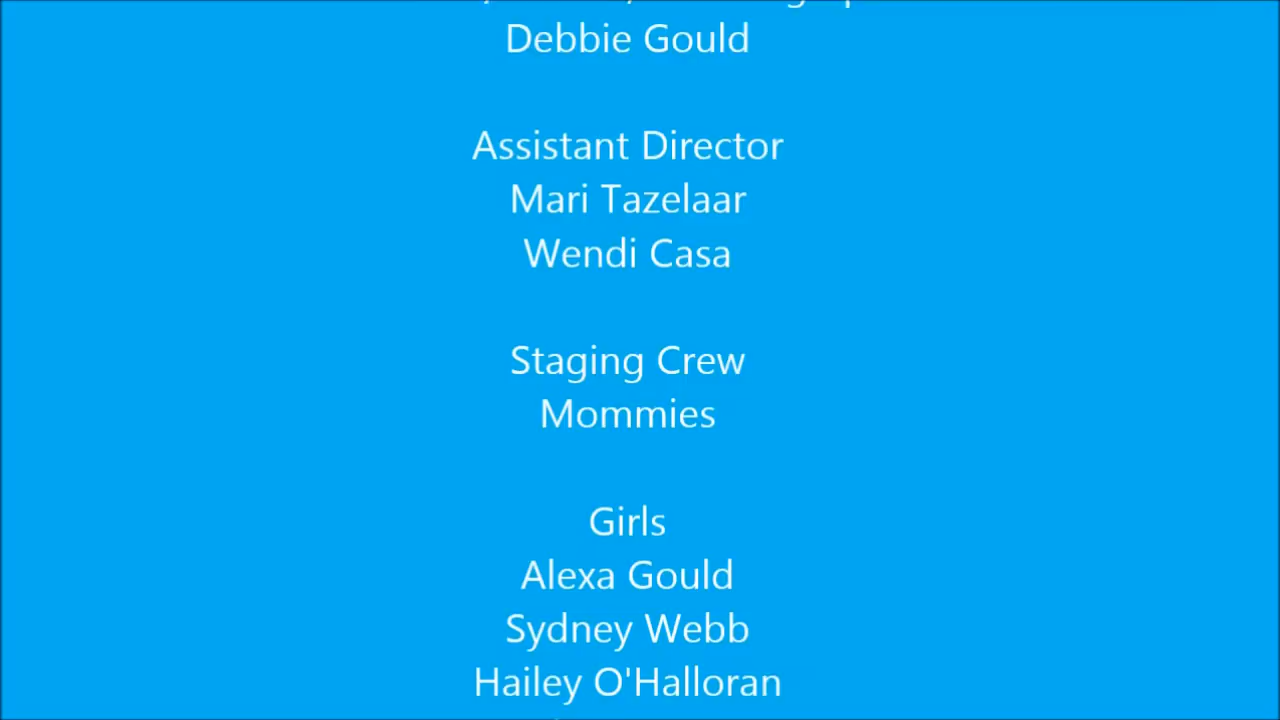 Debbie Gould
Assistant Director
Mari Tazelaar
Wendi Casa
Staging Crew
Mommies
Girls
Alexa Gould
Sydney Webb
Hailey O'Halloran